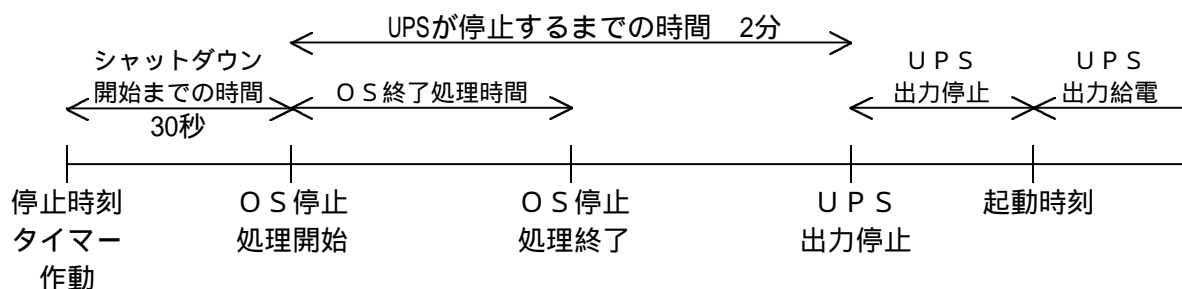 UPSが停止するまでの時間 2分
シャットダウン
開始までの時間
30秒
OS終了処理時間
UPS
出力停止
UPS
出力給電
停止時刻
タイマー
作動
OS停止
処理開始
OS停止
処理終了
UPS
出力停止
起動時刻